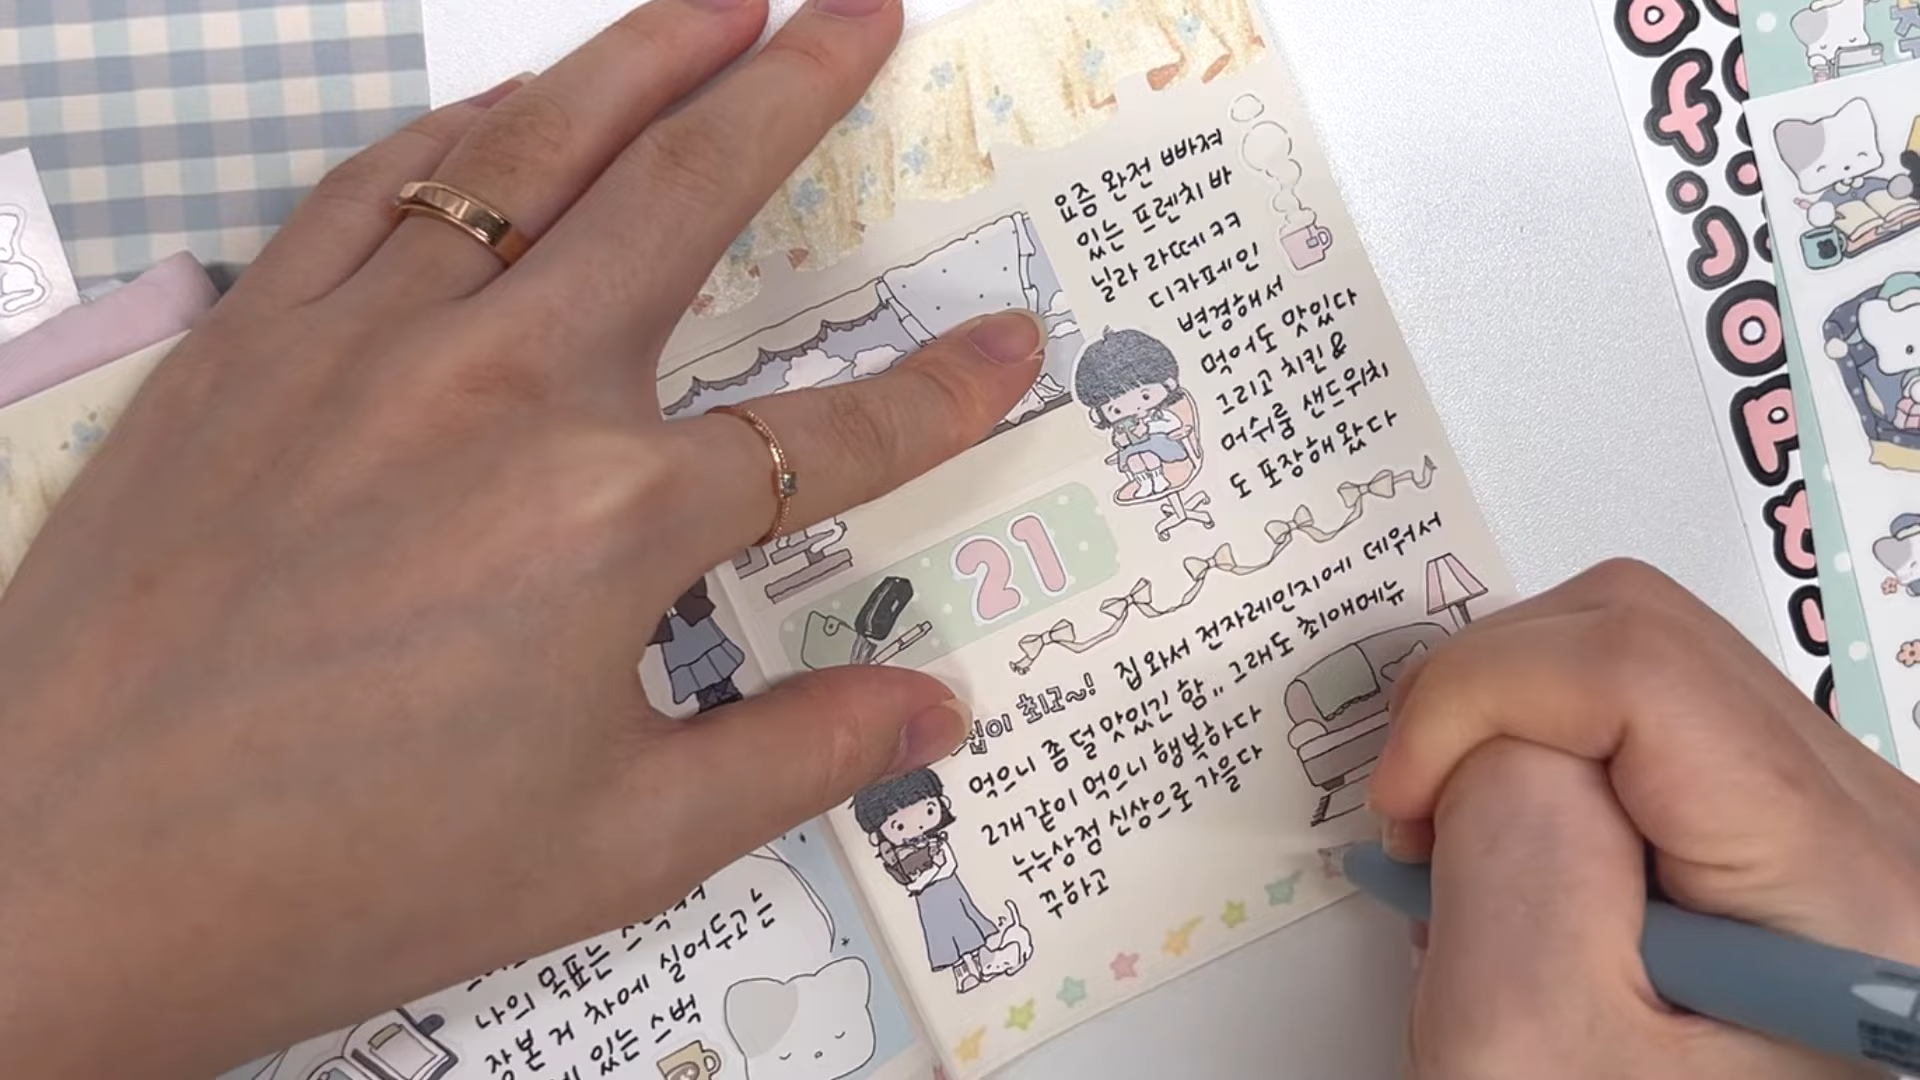 요즘 완전 빠져
있는 프렌치 바
닐라 라떼 ㅋㅋ
디카페인
변경해서
먹어도 맛있다
그리고 치킨&
머쉬룸 샌드위치
도 포장해왔다
21
집이 최고~! 집와서 전자레인지에 데워서
먹으니 좀 덜 맛있긴 함.. 그래도 최애메뉴
2개 같이 먹으니 행복하다
누누상점 신상으로 가을다
꾸하고
나의 목표는 스벅
장본 거 차에 실어두고는
있는 스벅